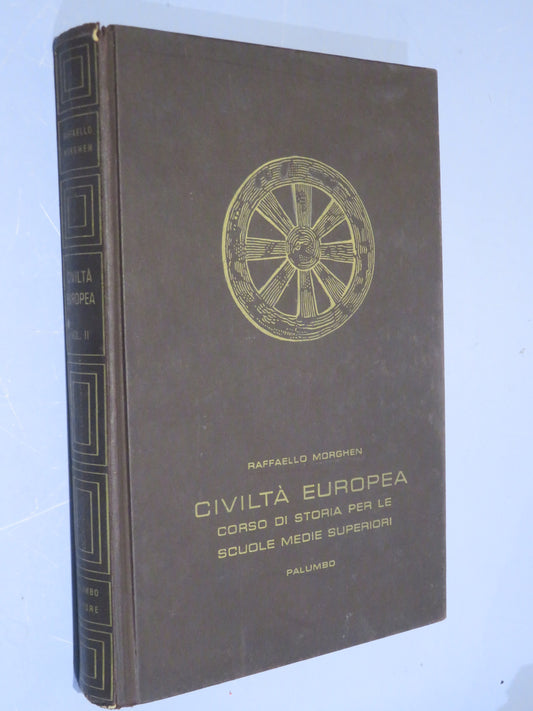 RAFFAELLO
MORGHEN
CIVILTÀ
EUROPEA
VOL. II
RAFFAELLO MORGHEN
CIVILTÀ EUROPEA
CORSO DI STORIA PER LE
SCUOLE MEDIE SUPERIORI
PALUMBO